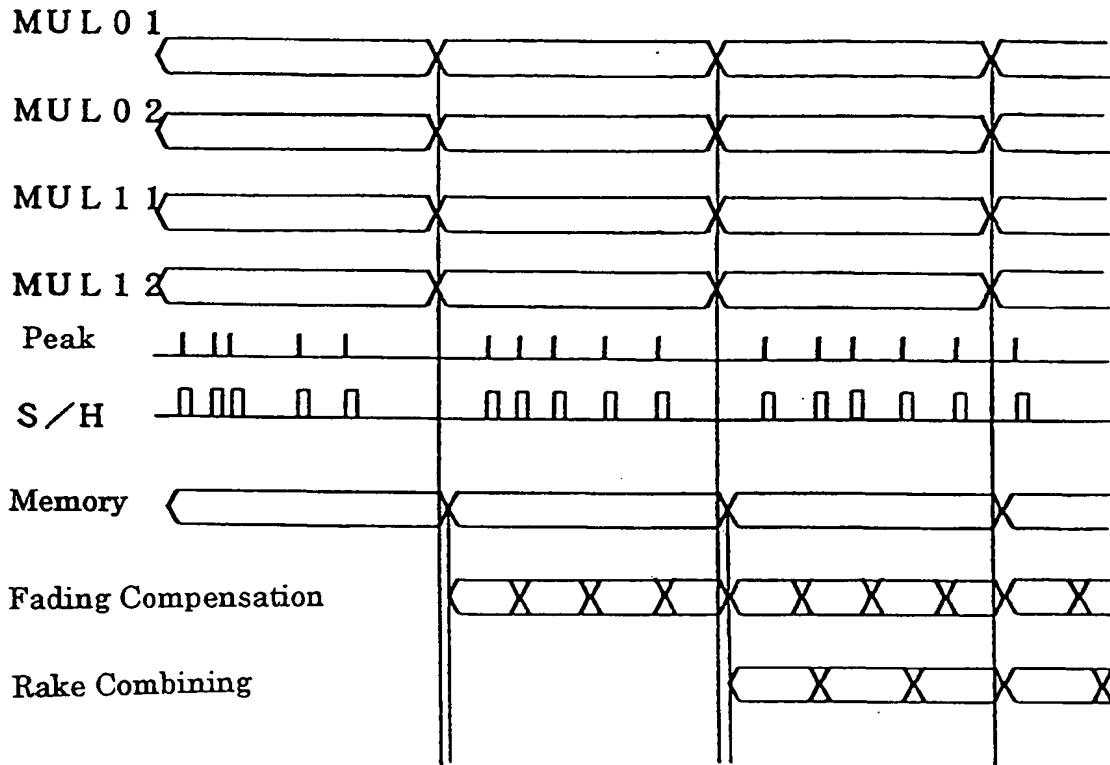 MUL01
MUL02
MUL11
MUL12
Peak
S/H
Memory
Fading Compensation
Rake Combining